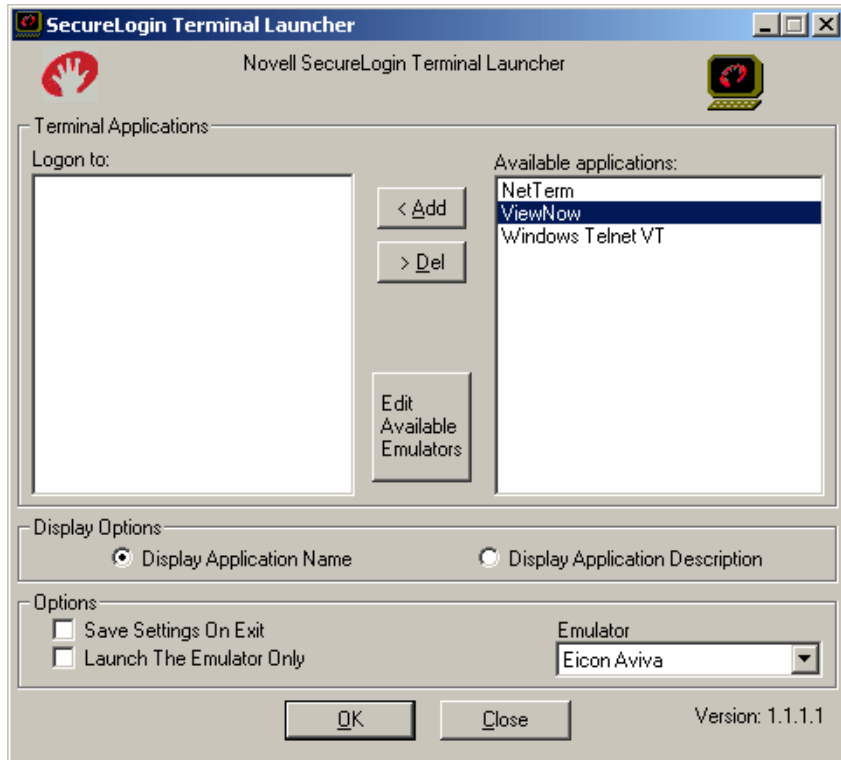 SecureLogin Terminal Launcher
Novell SecureLogin Terminal Launcher
Terminal Applications
Logon to:
Available applications:
< Add
> Del
Edit
Available
Emulators
NetTerm
ViewNow
Windows Telnet VT
Display Options
Display Application Name
Display Application Description
Options
Save Settings On Exit
Launch The Emulator Only
Emulator
Eicon Aviva
OK
Close
Version: 1.1.1.1